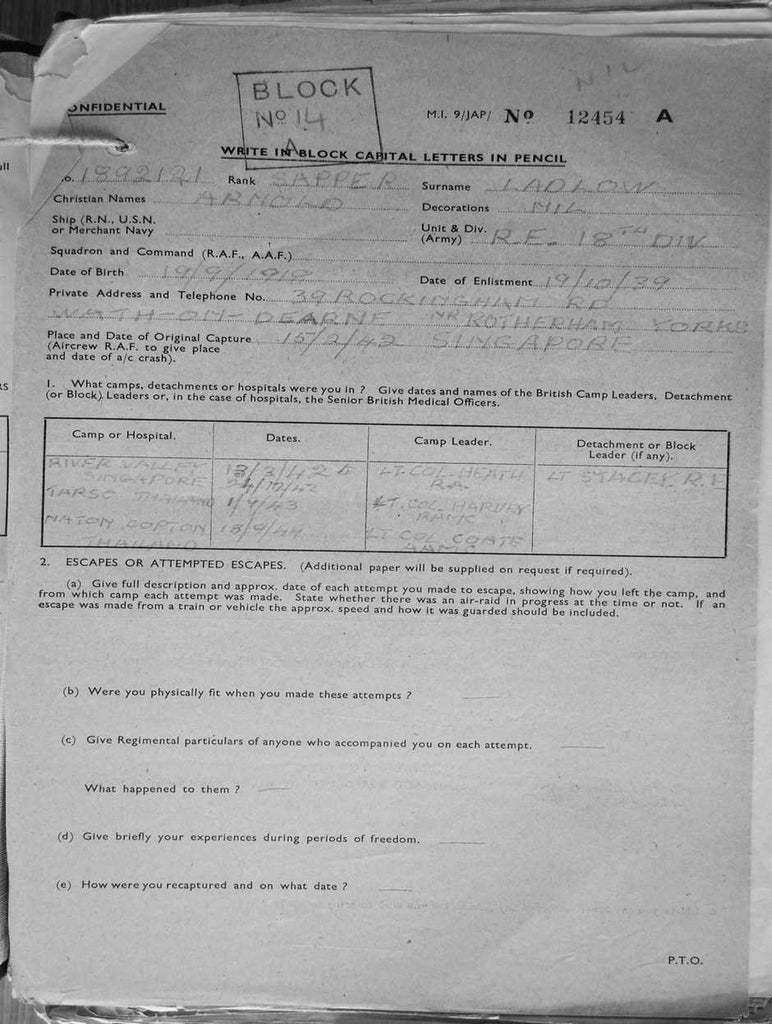 NIL
ONFIDENTIAL
BLOCK
Nº 14
A
M.I. 9/JAP/ Nº 12454 A
WRITE IN BLOCK CAPITAL LETTERS IN PENCIL
o. 1892121 Rank SAPPER Surname LADLOW
Christian Names ARNOLD Decorations NIL
Ship (R.N., U.S.N.
or Merchant Navy
Unit & Div.
(Army) R.E. 18TH DIV
Squadron and Command (R.A.F., A.A.F.)
Date of Birth 19/9/1918 Date of Enlistment 19/10/39
Private Address and Telephone No. 39 ROCKINGHAM RD
WATH-ON-DEARNE NR ROTHERHAM YORKS
Place and Date of Original Capture 15/2/42 SINGAPORE
(Aircrew R.A.F. to give place
and date of a/c crash).
1. What camps, detachments or hospitals were you in ? Give dates and names of the British Camp Leaders, Detachment
(or Block) Leaders or, in the case of hospitals, the Senior British Medical Officers.
Camp or Hospital. Dates. Camp Leader. Detachment or Block
Leader (if any).
RIVER VALLEY 13/3/42 to LT. COL HEATH LT STACEY R.E
SINGAPORE 24/12/42 R.A.
TARSO THAILAND 1/4/43 LT. COL HARVEY
RAMC
NATON COPTON 18/9/44 LT COL COATE
THAILAND AAMC
2. ESCAPES OR ATTEMPTED ESCAPES. (Additional paper will be supplied on request if required).
(a) Give full description and approx. date of each attempt you made to escape, showing how you left the camp, and
from which camp each attempt was made. State whether there was an air-raid in progress at the time or not. If an
escape was made from a train or vehicle the approx. speed and how it was guarded should be included.
(b) Were you physically fit when you made these attempts ?
(c) Give Regimental particulars of anyone who accompanied you on each attempt.
What happened to them ?
(d) Give briefly your experiences during periods of freedom.
(e) How were you recaptured and on what date ?
P.T.O.